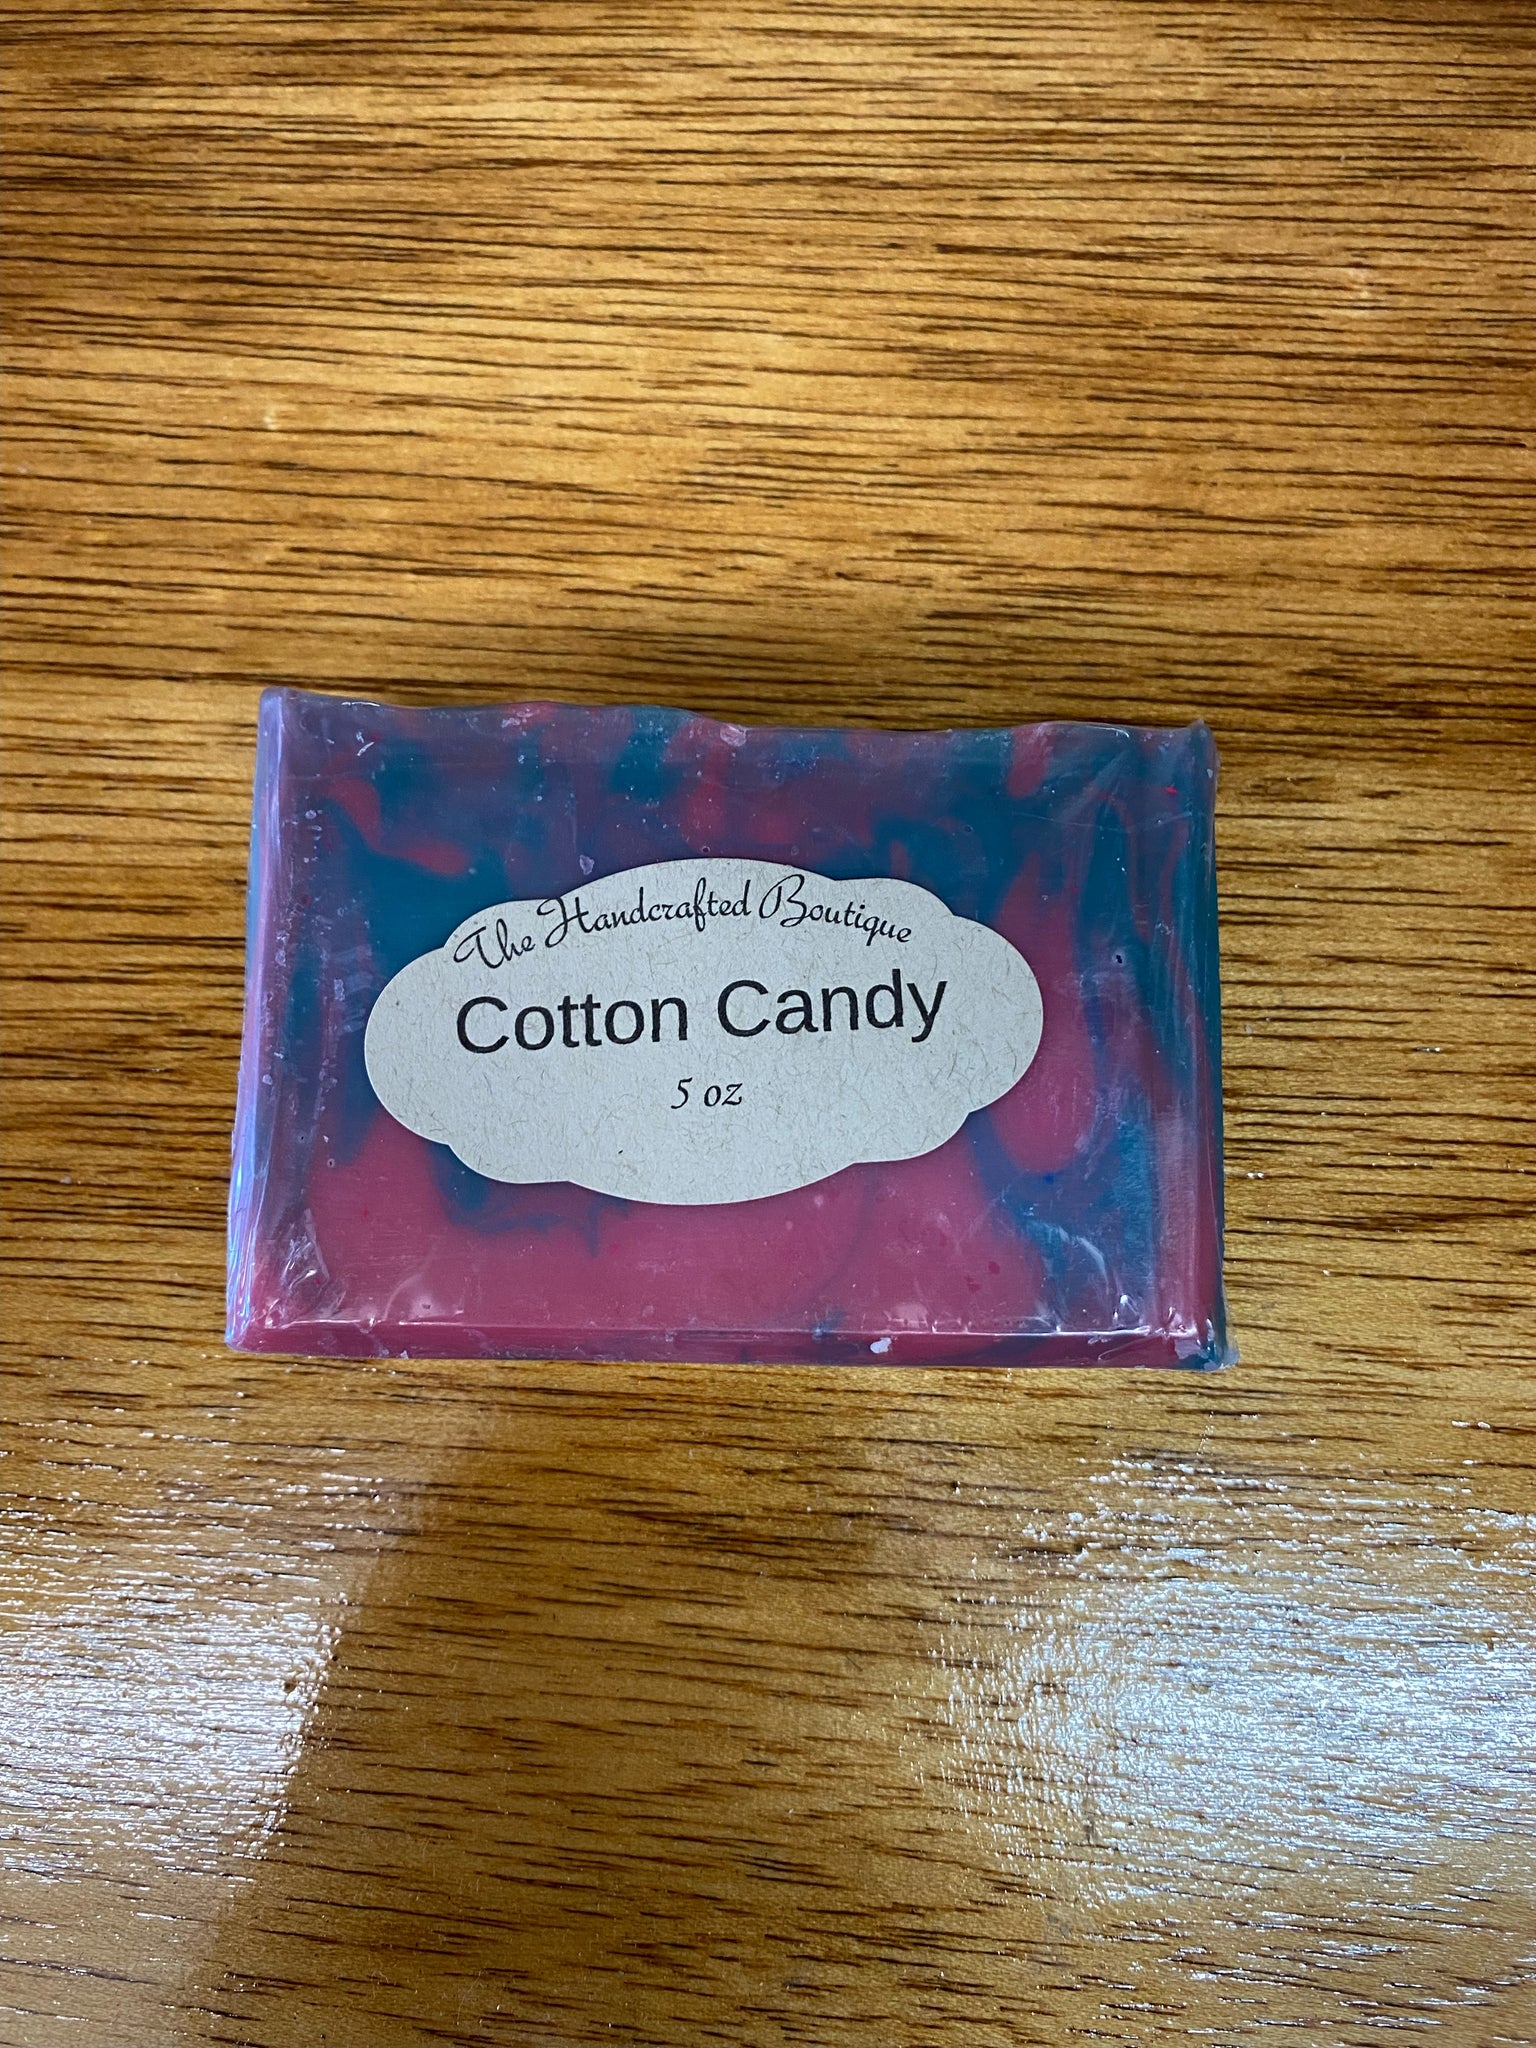 The Handcrafted Boutique
Cotton Candy
5 oz